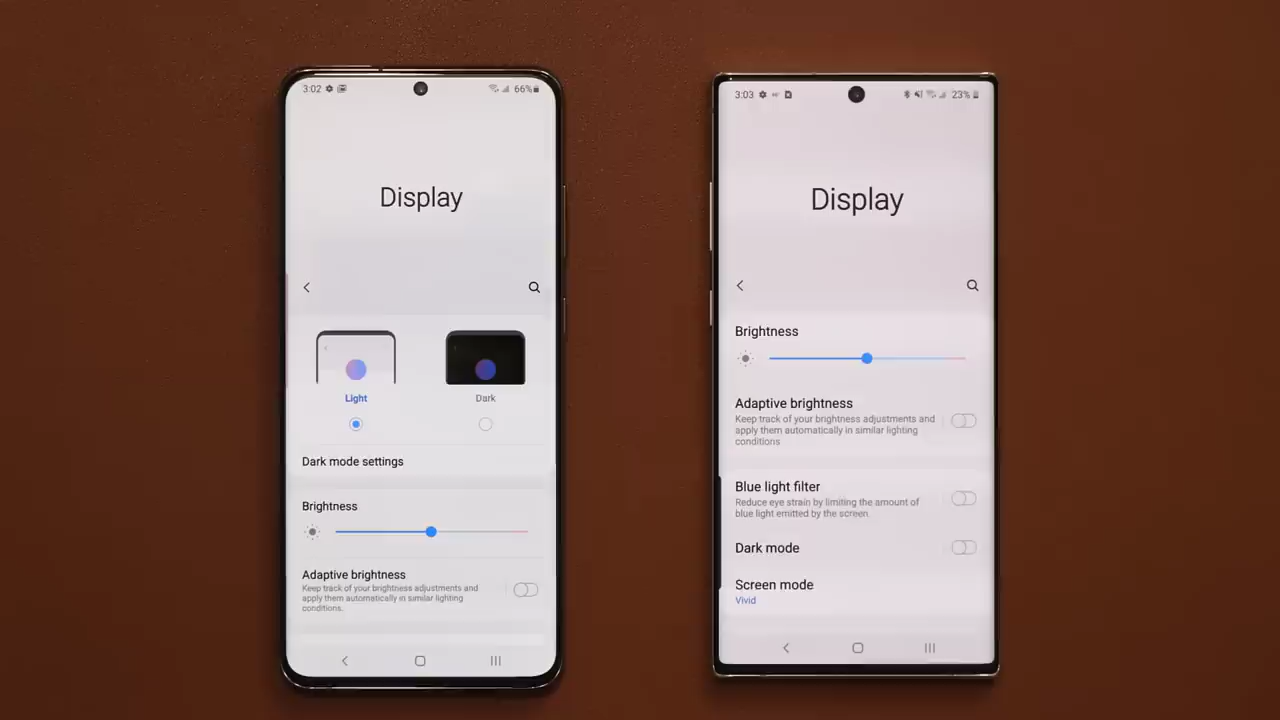 3:02
66%
Display
Light
Dark
Dark mode settings
Brightness
Adaptive brightness
Keep track of your brightness adjustments and
apply them automatically in similar lighting
conditions.
3:03
23%
Display
Brightness
Adaptive brightness
Keep track of your brightness adjustments and
apply them automatically in similar lighting
conditions
Blue light filter
Reduce eye strain by limiting the amount of
blue light emitted by the screen.
Dark mode
Screen mode
Vivid